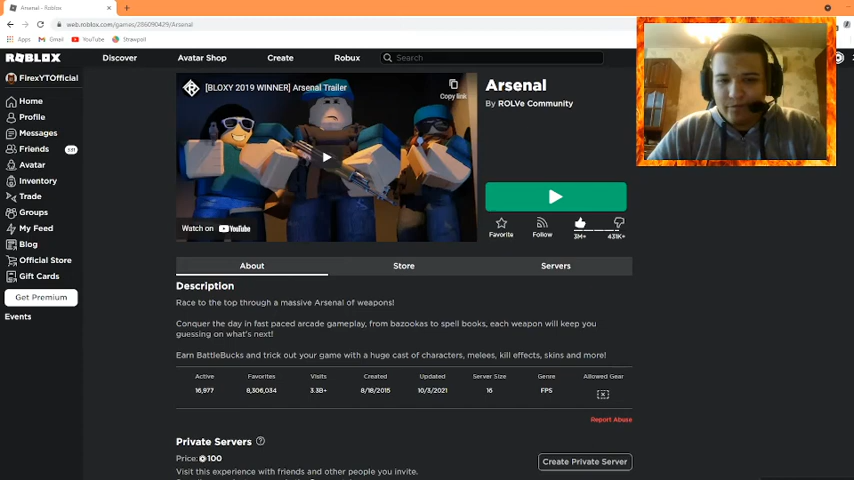 Arsenal - Roblox
web.roblox.com/games/286090429/Arsenal
Apps Gmail YouTube Strawpoll
ROBLOX Discover Avatar Shop Create Robux Search
FirexYTOfficial
Home
Profile
Messages
Friends
Avatar
Inventory
Trade
Groups
My Feed
Blog
Official Store
Gift Cards
Get Premium
Events
[BLOXY 2019 WINNER] Arsenal Trailer
Copy link
Watch on YouTube
Arsenal
By ROLVe Community
Favorite Follow 3M+ 431K+
About Store Servers
Description
Race to the top through a massive Arsenal of weapons!
Conquer the day in fast paced arcade gameplay, from bazookas to spell books, each weapon will keep you
guessing on what's next!
Earn BattleBucks and trick out your game with a huge cast of characters, melees, kill effects, skins and more!
Active Favorites Visits Created Updated Server Size Genre Allowed Gear
16,977 8,306,034 3.3B+ 8/18/2015 10/3/2021 16 FPS
Report Abuse
Private Servers
Price: 100
Create Private Server
Visit this experience with friends and other people you invite.